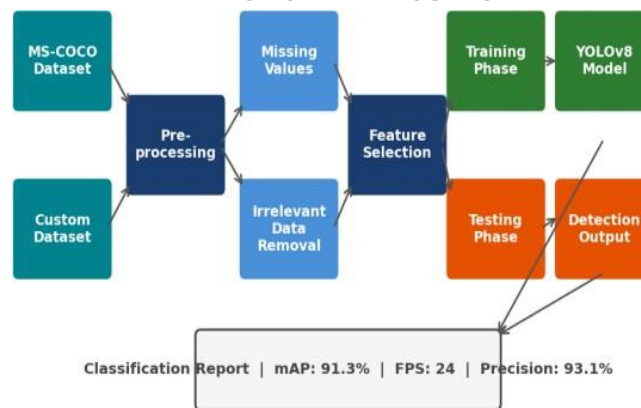 MS-COCO
Dataset
Missing
Values
Training
Phase
YOLOv8
Model
Pre-
processing
Feature
Selection
Custom
Dataset
Irrelevant
Data
Removal
Testing
Phase
Detection
Output
Classification Report | mAP: 91.3% | FPS: 24 | Precision: 93.1%